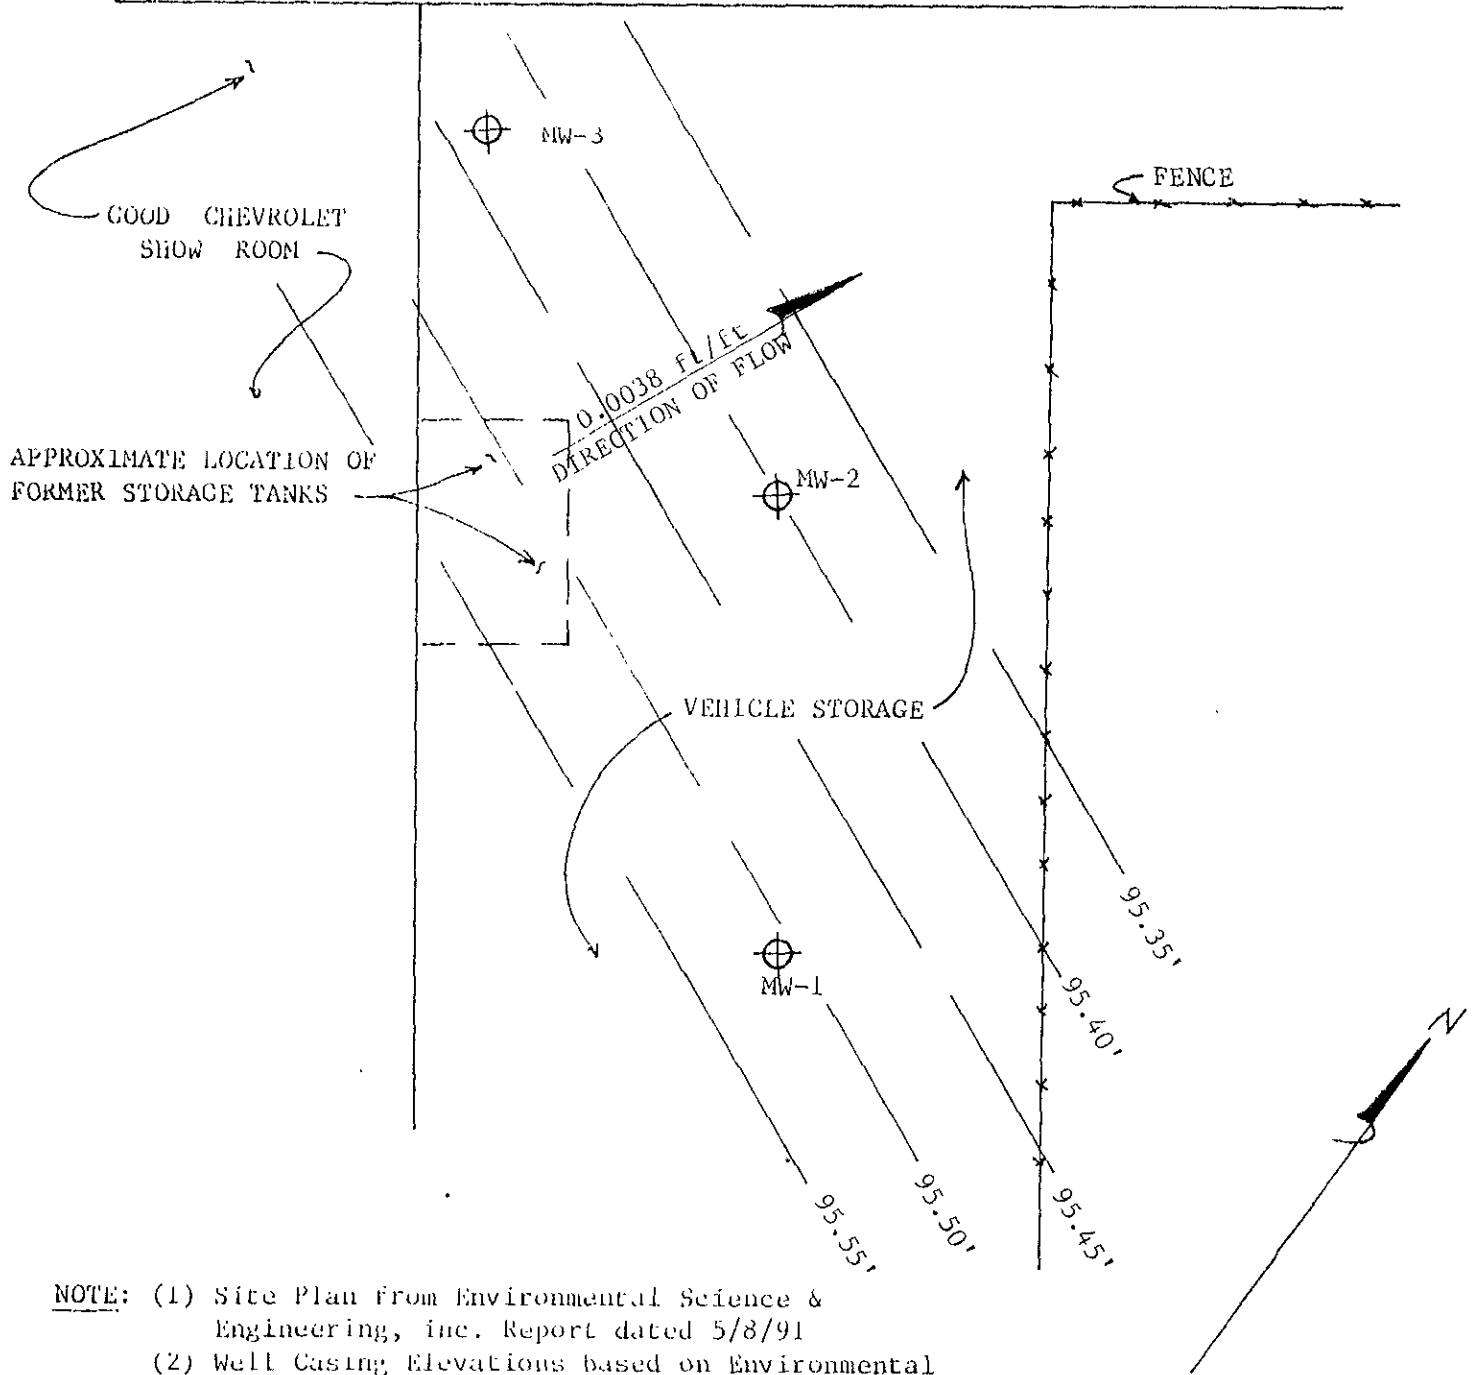 MW-3
FENCE
GOOD CHEVROLET
SHOW ROOM
0.0038 ft/ft
DIRECTION OF FLOW
APPROXIMATE LOCATION OF
FORMER STORAGE TANKS
MW-2
VEHICLE STORAGE
95.35'
MW-1
95.40'
N
95.55'
95.50'
95.45'
NOTE: (1) Site Plan from Environmental Science &
Engineering, inc. Report dated 5/8/91
(2) Well Casing Elevations based on Environmental